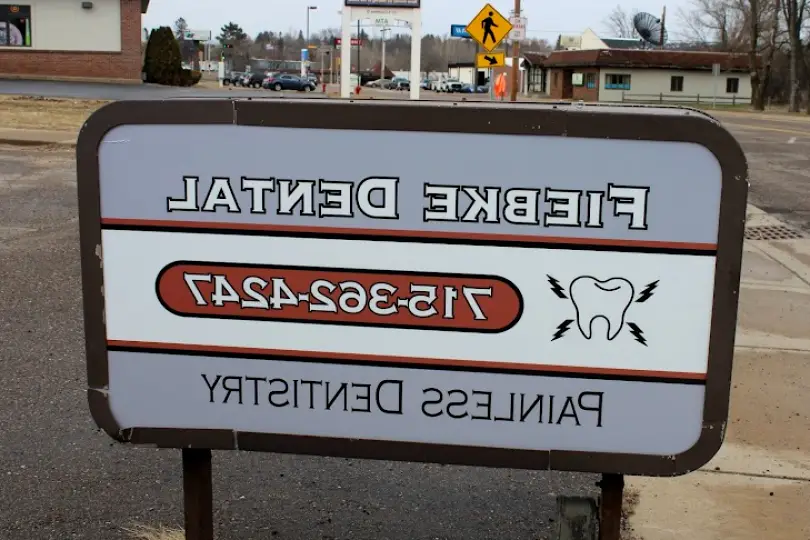 FIEBKE DENTAL
715-362-4247
PAINLESS DENTISTRY